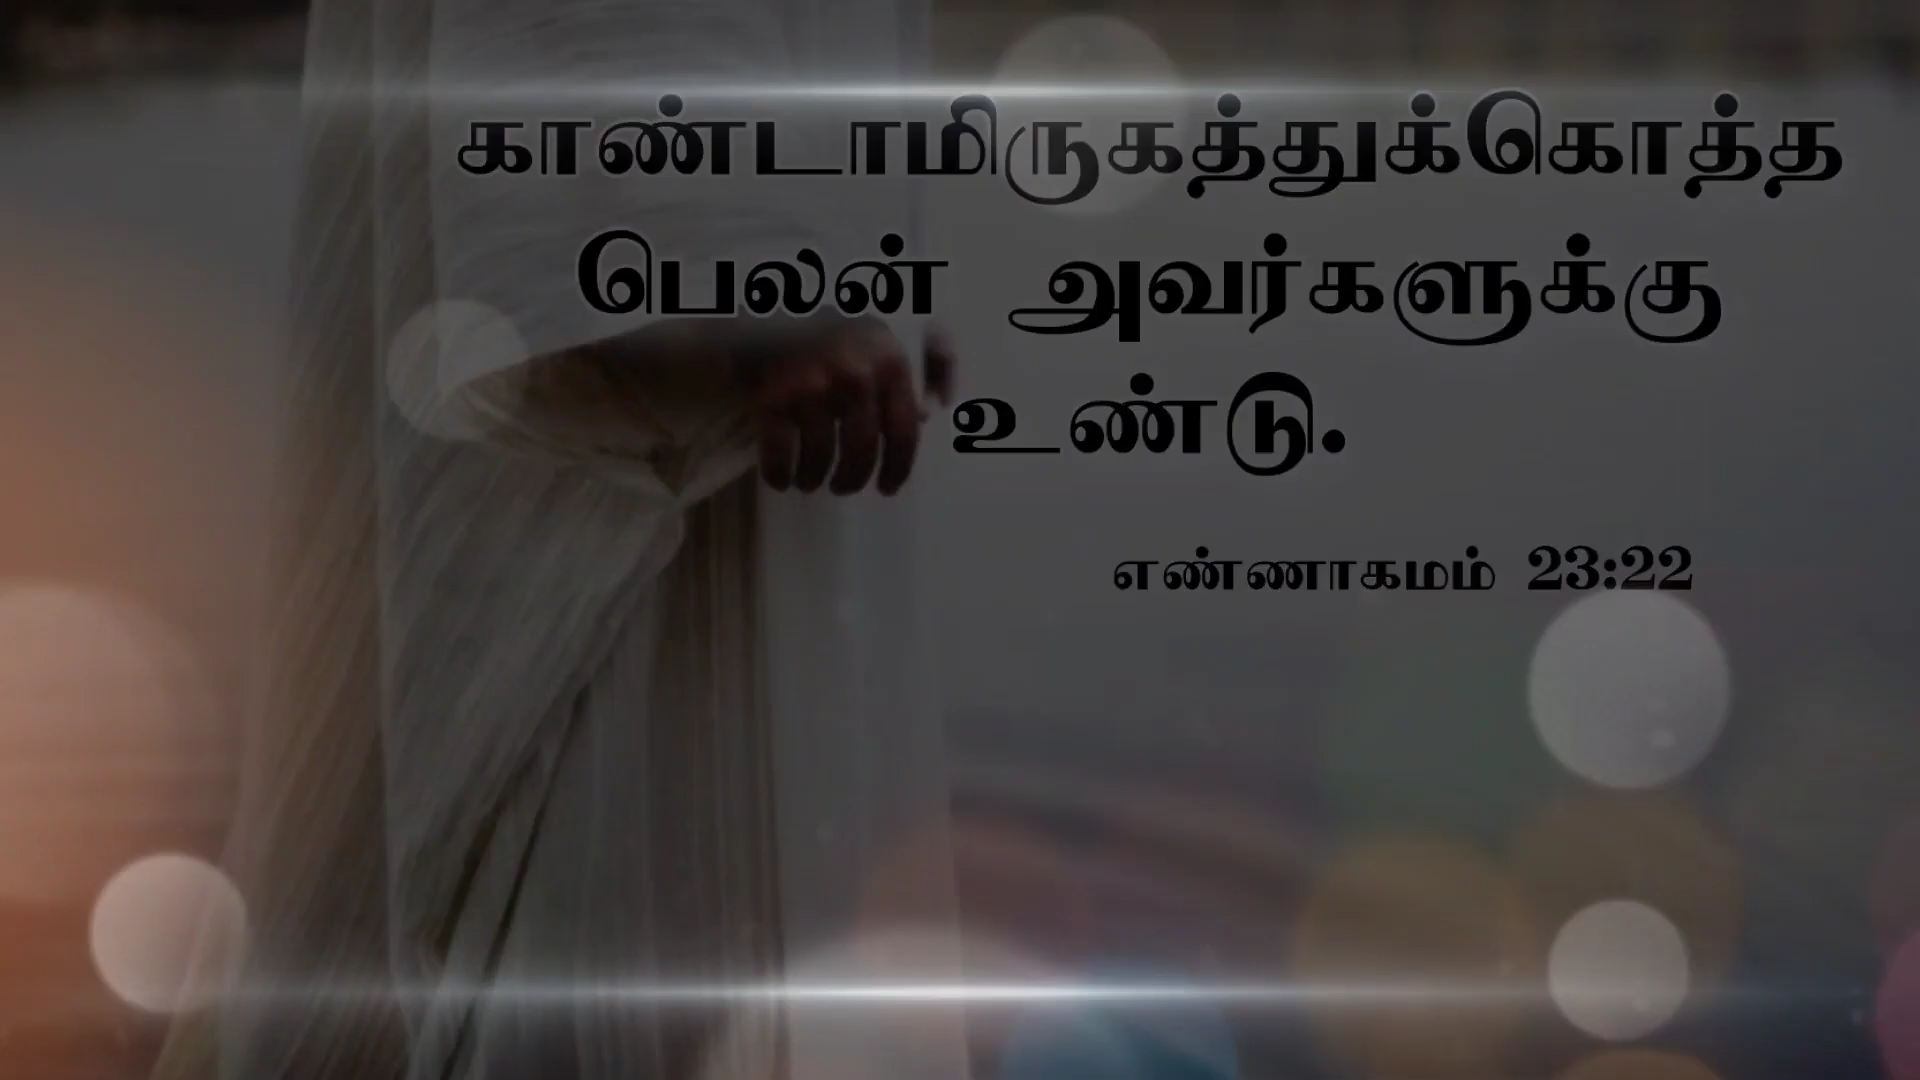 காண்டாமிருகத்துக்கொத்த
பெலன் அவர்களுக்கு
உண்டு.
எண்ணாகமம் 23:22